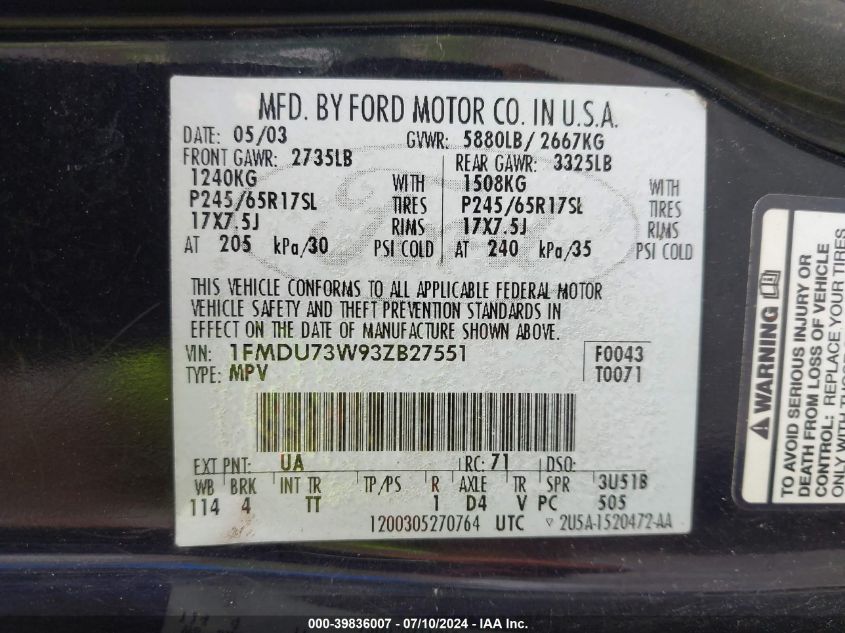 MFD. BY FORD MOTOR CO. IN U.S.A.
DATE: 05/03 GVWR: 5880LB/ 2667KG
FRONT GAWR: 2735LB REAR GAWR: 3325LB
1240KG WITH 1508KG WITH
P245/65R17SL TIRES P245/65R17SL TIRES
17X7.5J RIMS 17X7.5J RIMS
AT 205 kPa/30 PSI COLD AT 240 kPa/35 PSI COLD
THIS VEHICLE CONFORMS TO ALL APPLICABLE FEDERAL MOTOR
VEHICLE SAFETY AND THEFT PREVENTION STANDARDS IN
EFFECT ON THE DATE OF MANUFACTURE SHOWN ABOVE.
VIN: 1FMDU73W93ZB27551 F0043
TYPE: MPV T0071
EXT PNT: UA RC: 71 DSO:
WB BRK INT TR TP/PS R AXLE TR SPR 3U51B
114 4 TT 1 D4 V PC 505
1200305270764 UTC ▽ 2U5A-1520472-AA
WARNING
TO AVOID SERIOUS INJURY OR
DEATH FROM LOSS OF VEHICLE
CONTROL: REPLACE YOUR TIRES
ONLY WITH THOSE
000-39836007 - 07/10/2024 - IAA Inc.